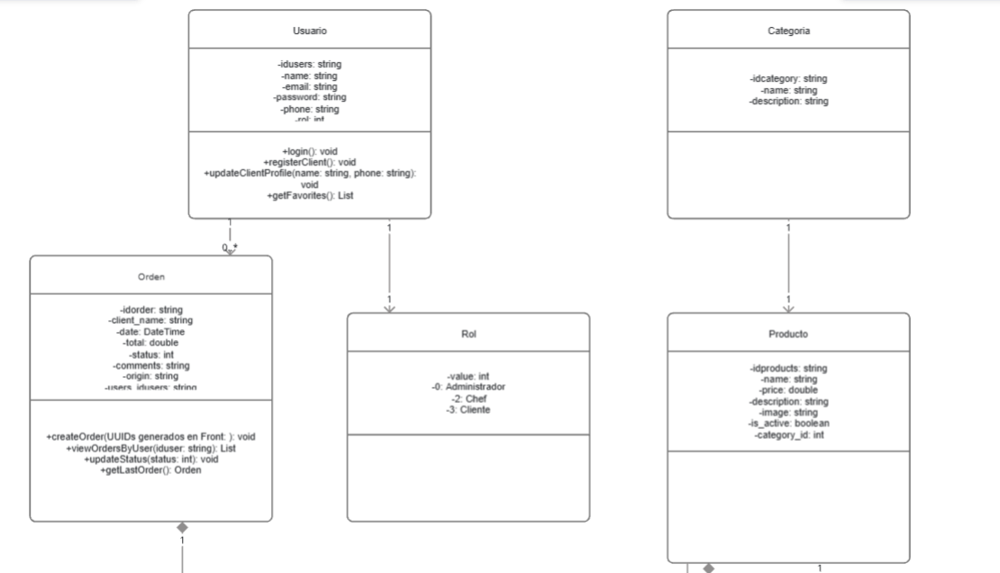 Usuario
-idusers: string
-name: string
-email: string
-password: string
-phone: string
-rol: int
+login(): void
+registerClient(): void
+updateClientProfile(name: string, phone: string):
void
+getFavorites(): List
1
0..*
1
1
Orden
-idorder: string
-client_name: string
-date: DateTime
-total: double
-status: int
-comments: string
-origin: string
-users_idusers: string
+createOrder(UUIDs generados en Front: ): void
+viewOrdersByUser(iduser: string): List
+updateStatus(status: int): void
+getLastOrder(): Orden
1
Rol
-value: int
-0: Administrador
-2: Chef
-3: Cliente
Categoria
-idcategory: string
-name: string
-description: string
1
1
Producto
-idproducts: string
-name: string
-price: double
-description: string
-image: string
-is_active: boolean
-category_id: int
1